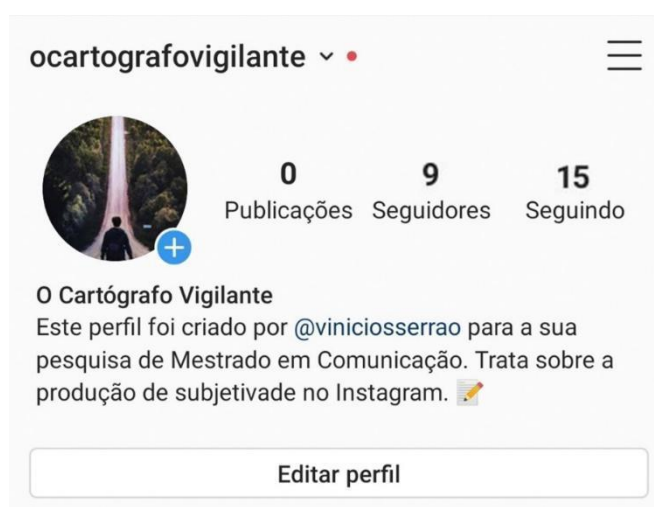 ocartografovigilante
0 9 15
Publicações Seguidores Seguindo
O Cartógrafo Vigilante
Este perfil foi criado por @viniciosserrao para a sua
pesquisa de Mestrado em Comunicação. Trata sobre a
produção de subjetivade no Instagram.
Editar perfil